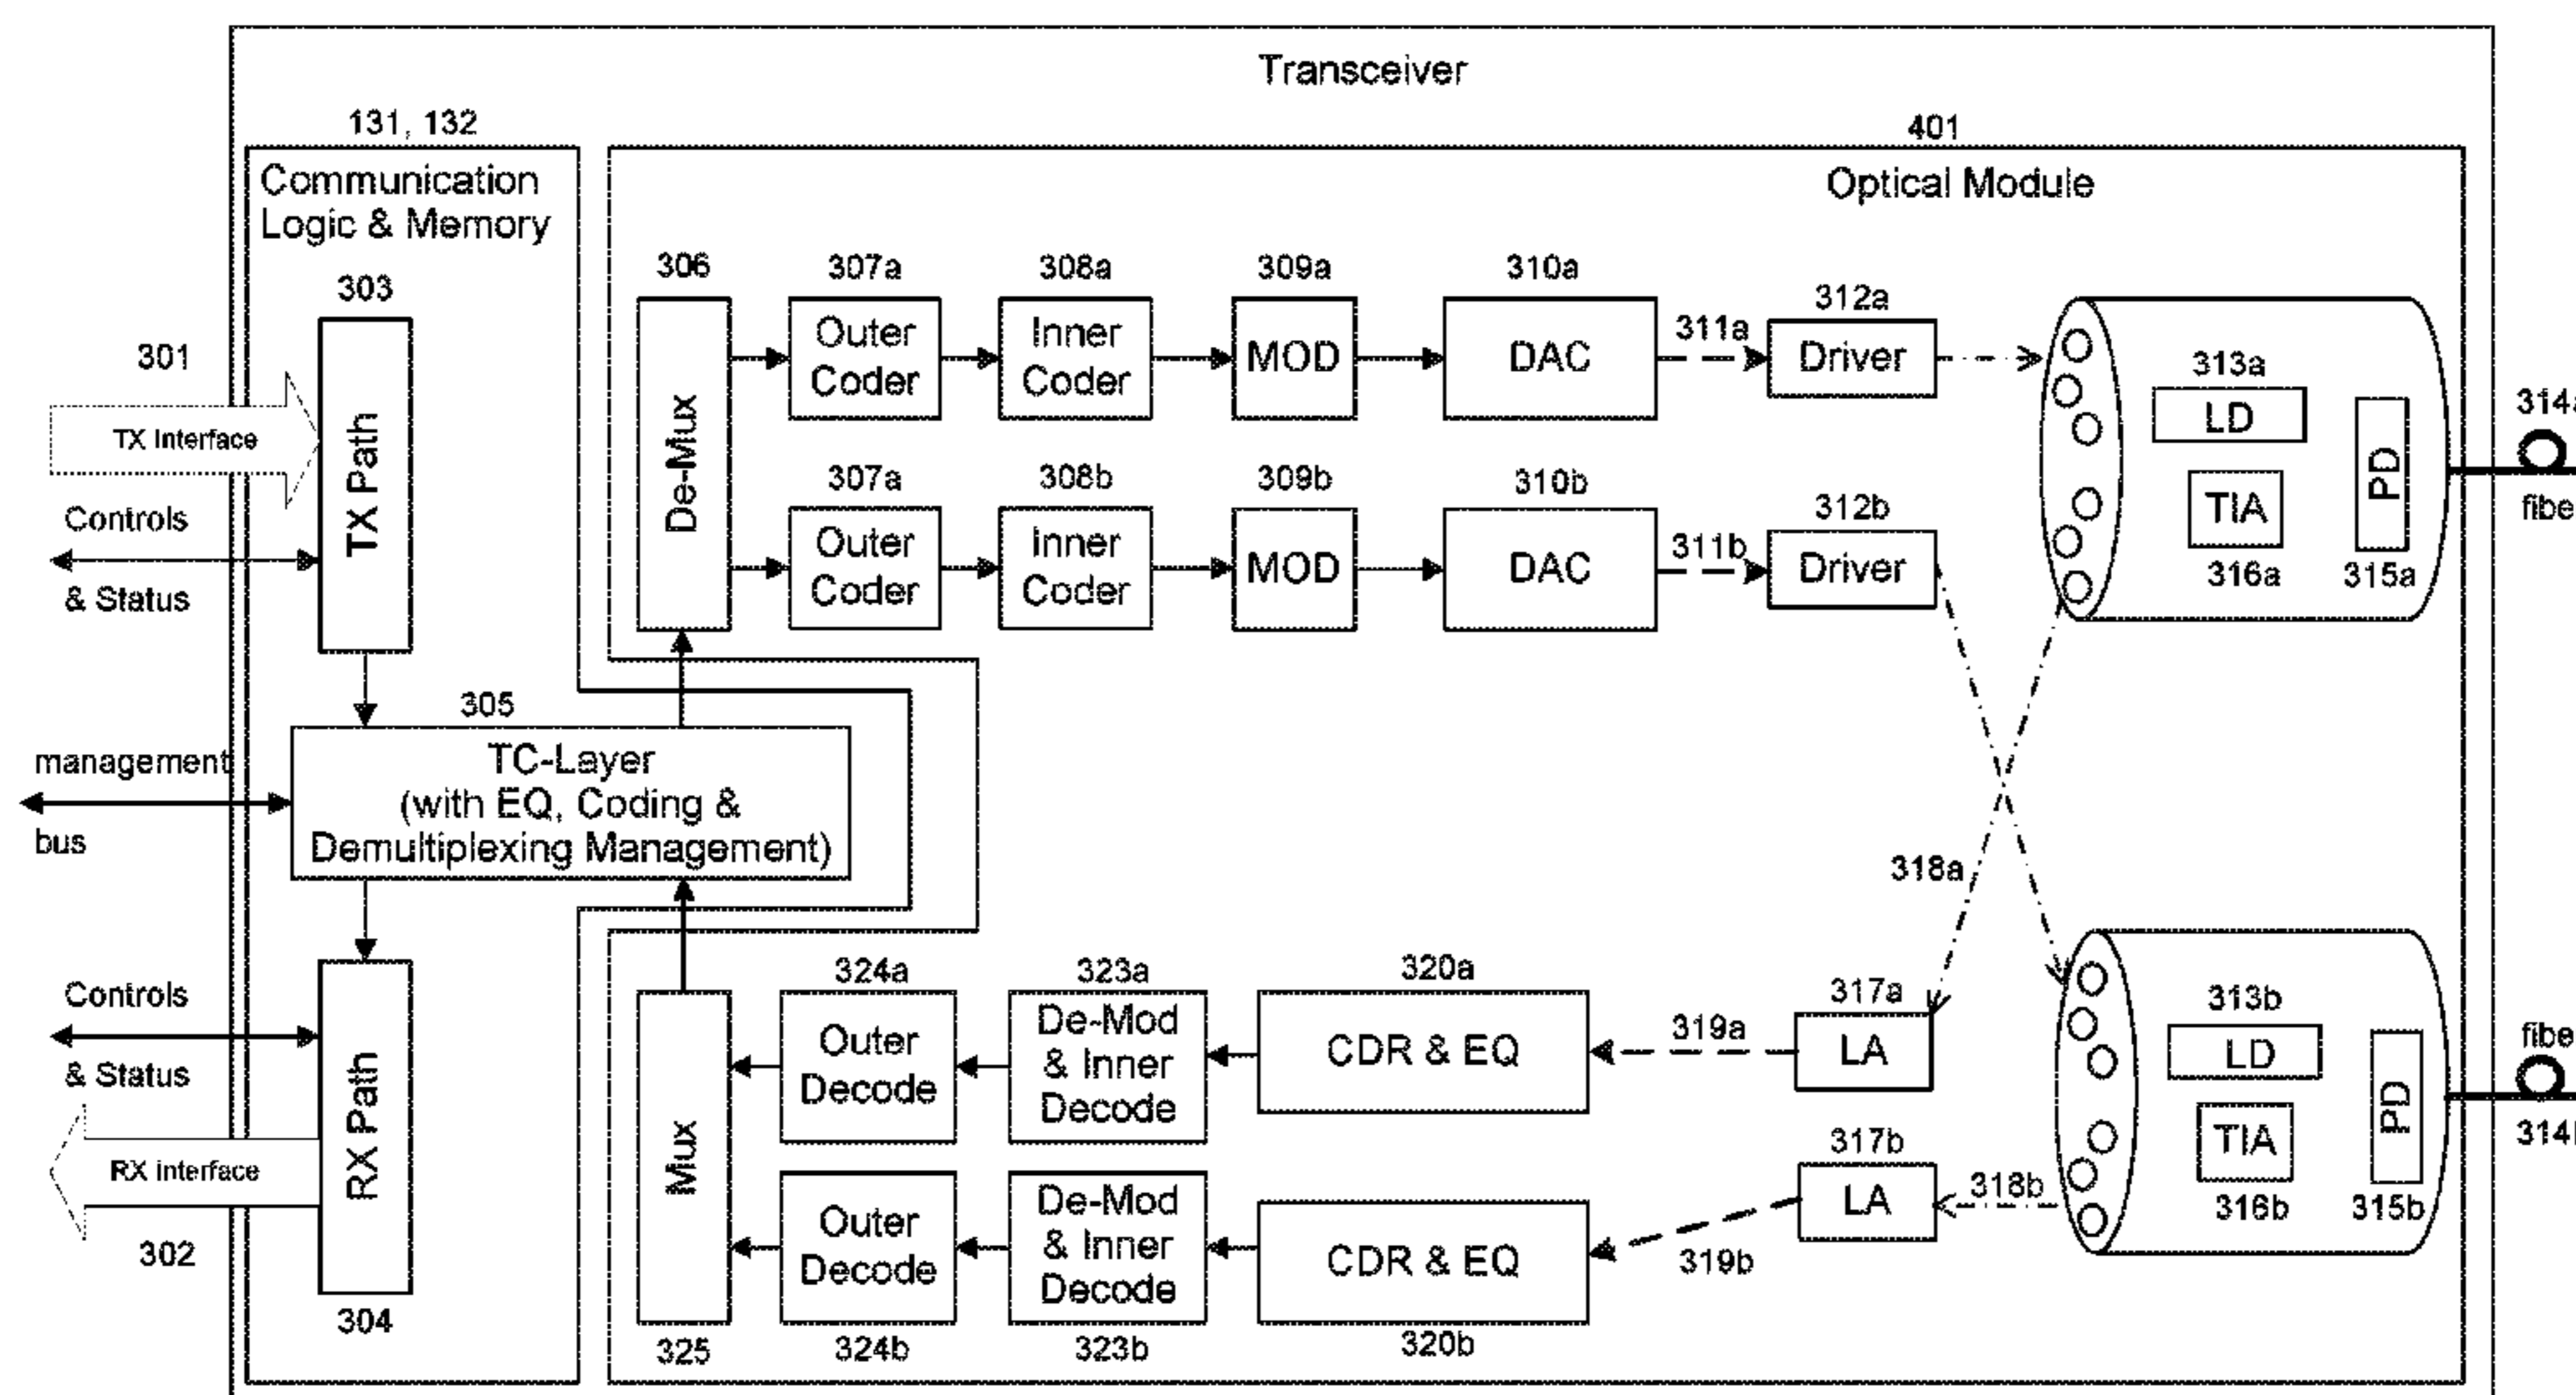 Transceiver
131, 132
401
Communication
Logic & Memory
Optical Module
303
306
307a
308a
309a
310a
312a
301
TX Interface
TX Path
De-Mux
Outer
Coder
Inner
Coder
MOD
DAC
311a
Driver
313a
LD
TIA
316a
PD
315a
314a
Controls
& Status
307a
308b
309b
310b
312b
Outer
Coder
Inner
Coder
MOD
DAC
311b
Driver
305
management
bus
TC-Layer
(with EQ, Coding &
Demultiplexing Management)
318a
324a
323a
320a
317a
Controls
& Status
RX Path
RX interface
302
304
Mux
325
Outer
Decode
De-Mod
& Inner
Decode
CDR & EQ
319a
LA
313b
LD
TIA
316b
PD
315b
Outer
Decode
324b
De-Mod
& Inner
Decode
323b
CDR & EQ
320b
319b
317b
LA
318b